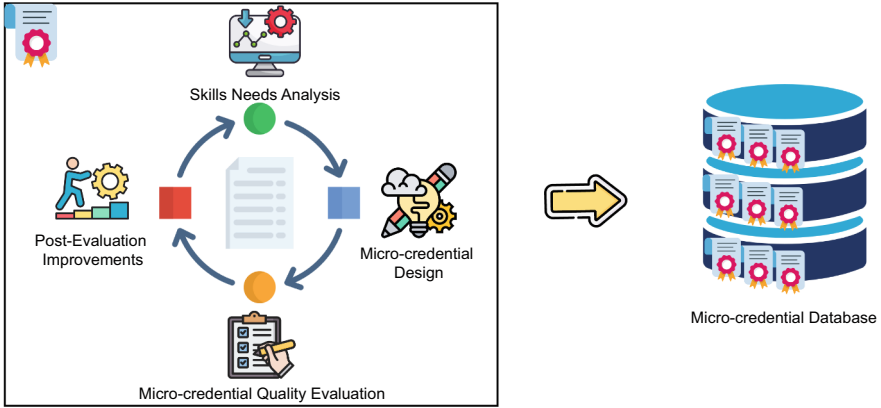 Skills Needs Analysis
Post-Evaluation
Improvements
Micro-credential
Design
Micro-credential Quality Evaluation
Micro-credential Database